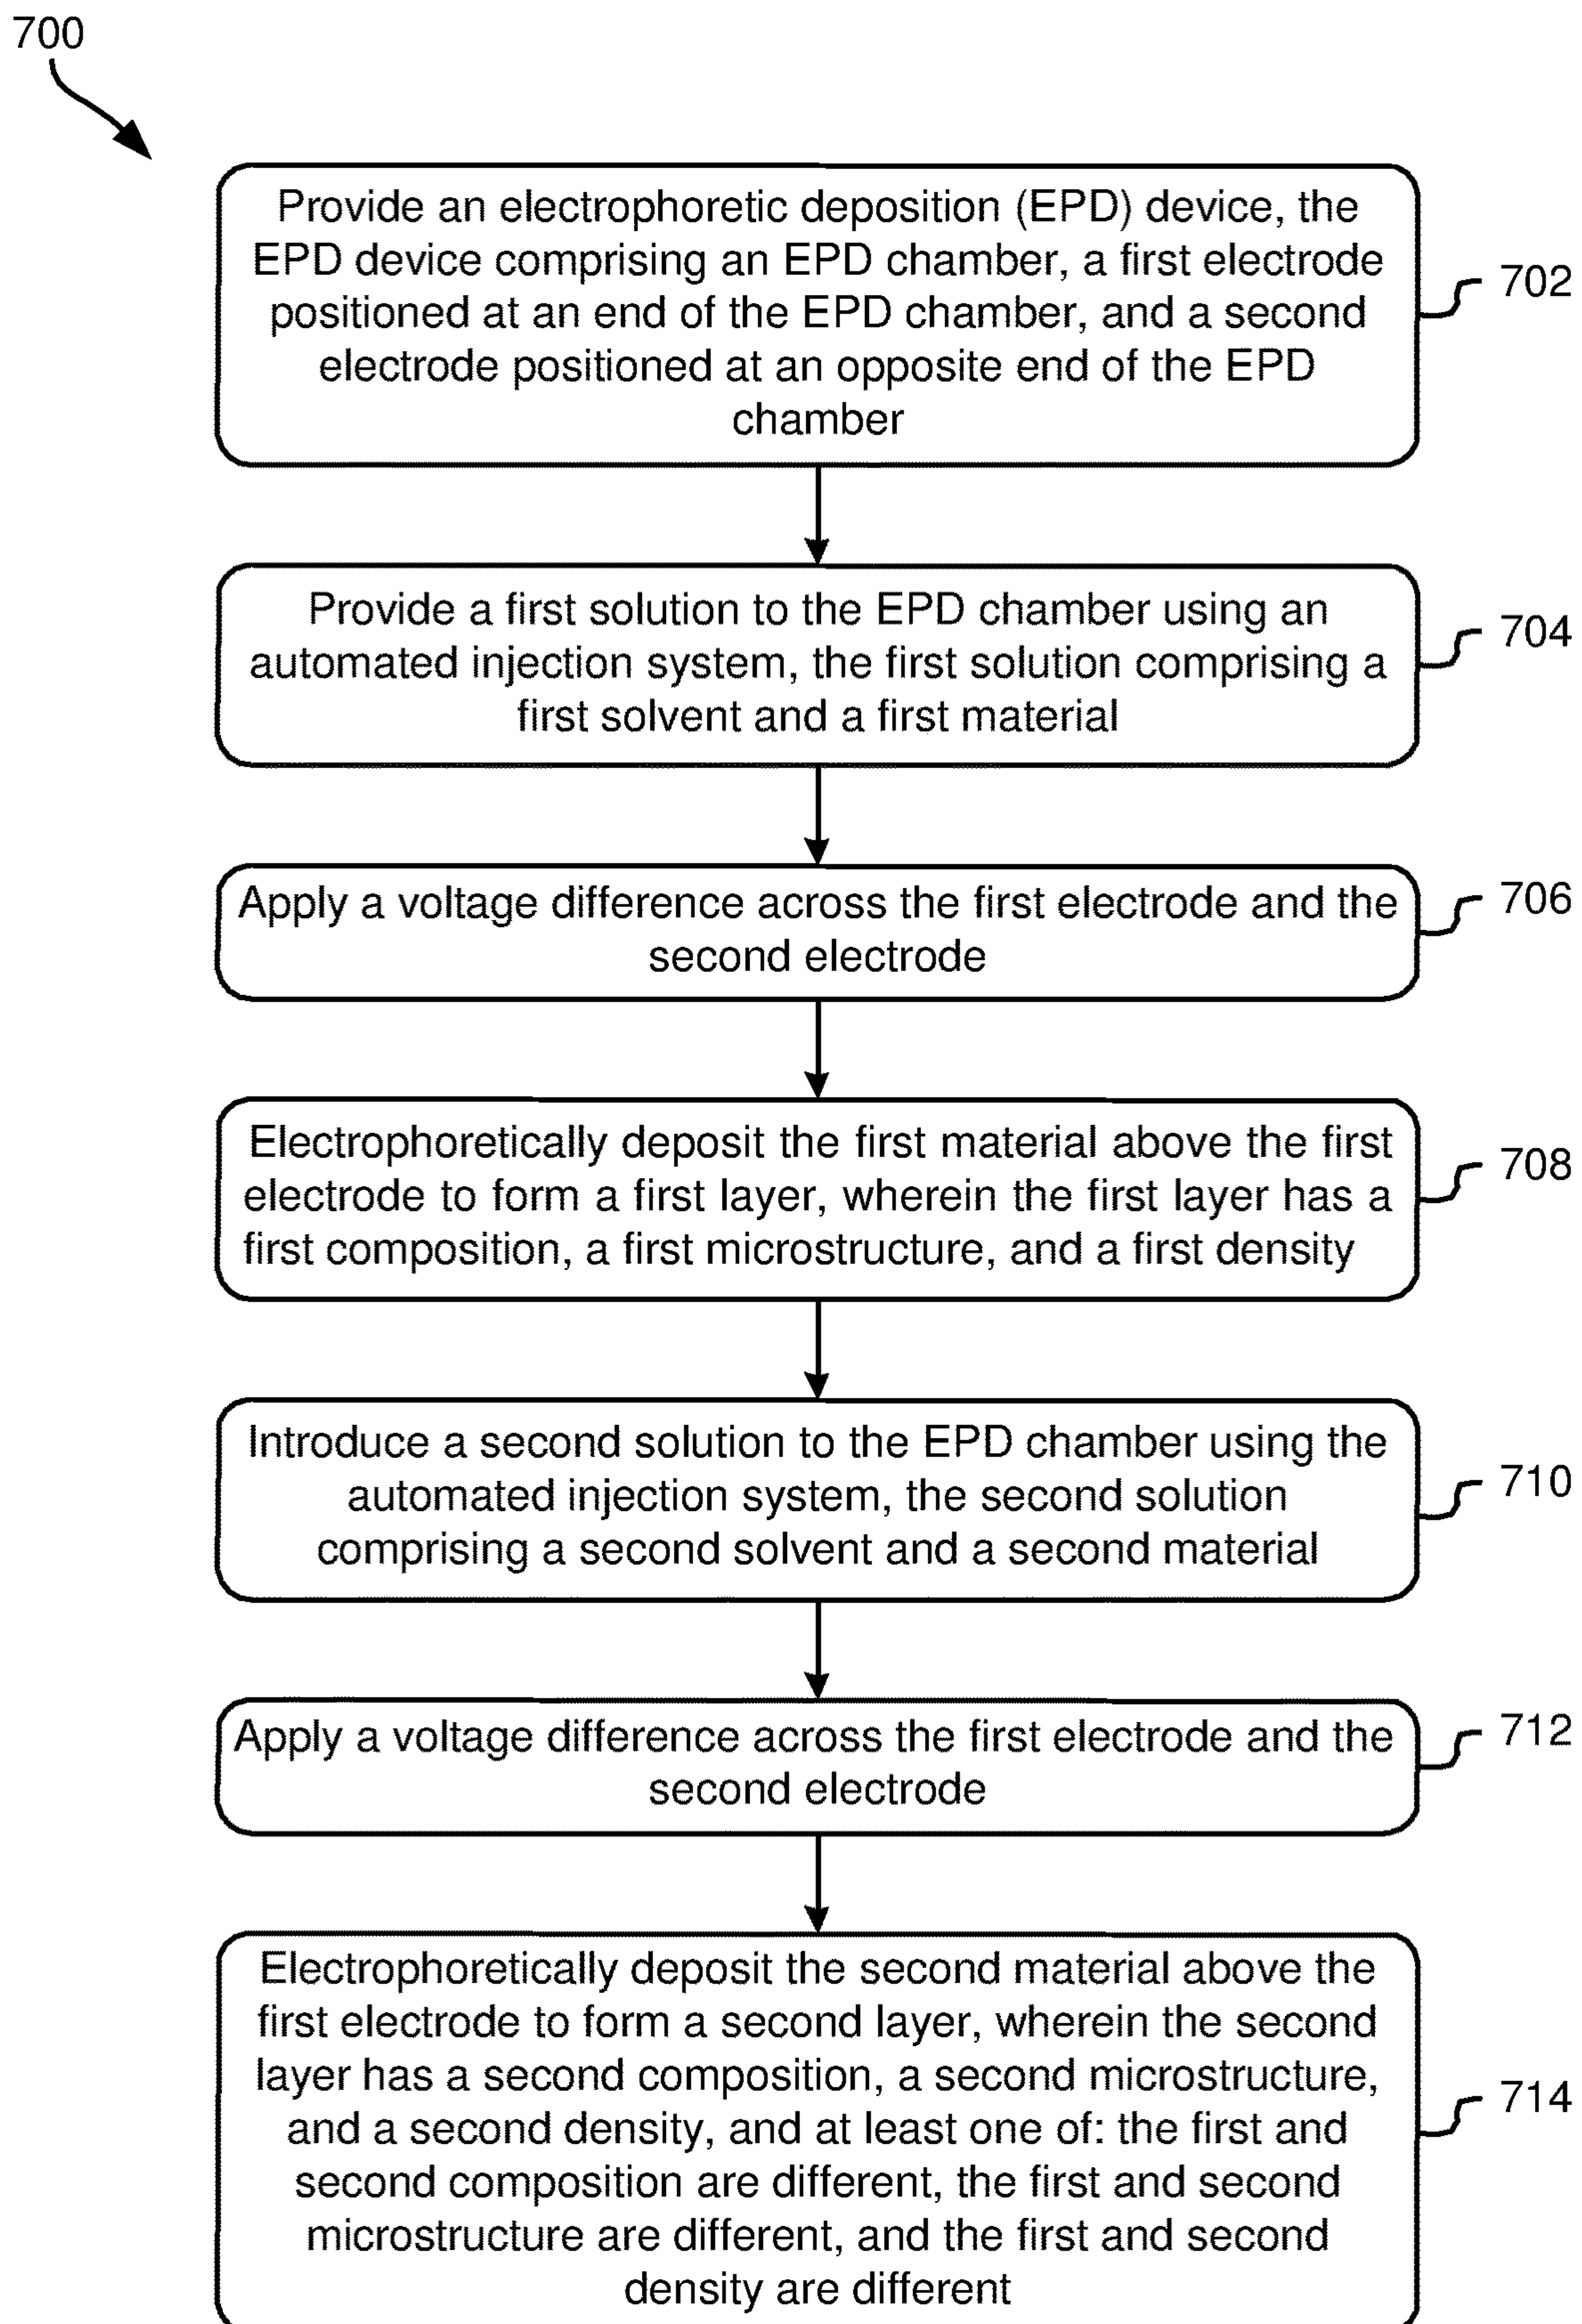 700
Provide an electrophoretic deposition (EPD) device, the
EPD device comprising an EPD chamber, a first electrode
positioned at an end of the EPD chamber, and a second
electrode positioned at an opposite end of the EPD
chamber
702
Provide a first solution to the EPD chamber using an
automated injection system, the first solution comprising a
first solvent and a first material
704
Apply a voltage difference across the first electrode and the
second electrode
706
Electrophoretically deposit the first material above the first
electrode to form a first layer, wherein the first layer has a
first composition, a first microstructure, and a first density
708
Introduce a second solution to the EPD chamber using the
automated injection system, the second solution
comprising a second solvent and a second material
710
Apply a voltage difference across the first electrode and the
second electrode
712
Electrophoretically deposit the second material above the
first electrode to form a second layer, wherein the second
layer has a second composition, a second microstructure,
and a second density, and at least one of: the first and
second composition are different, the first and second
microstructure are different, and the first and second
density are different
714